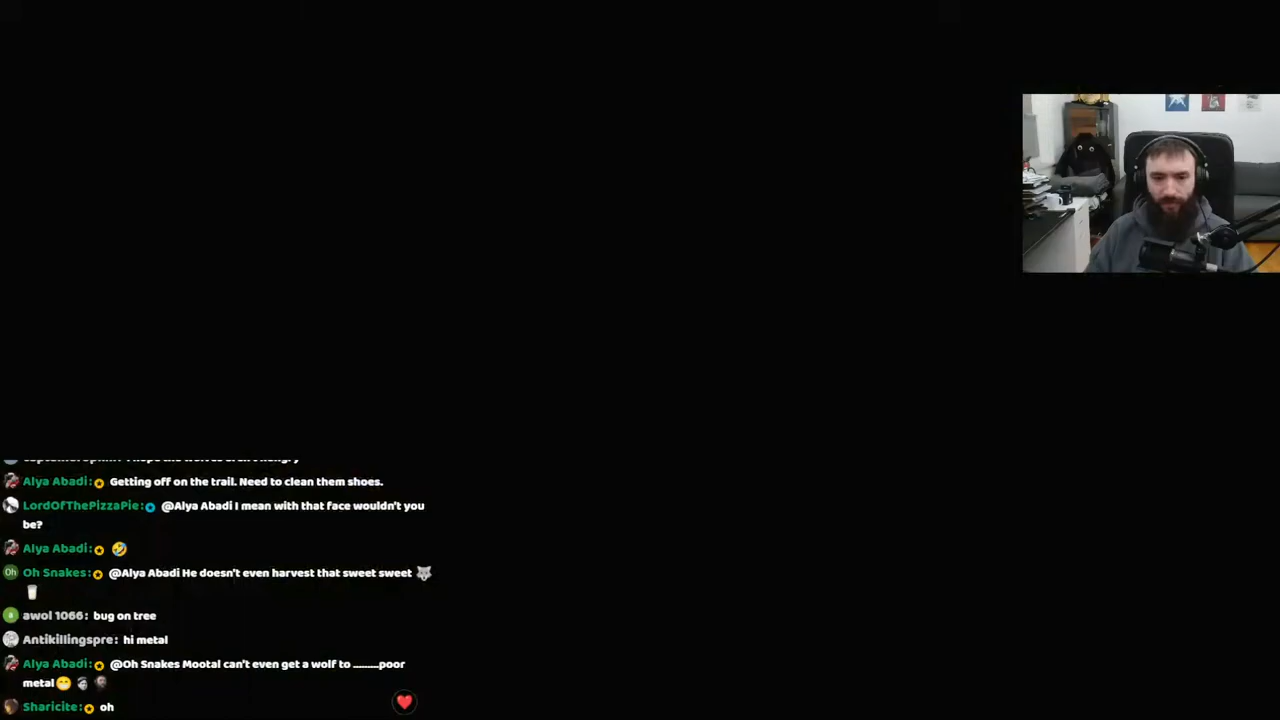 Alya Abadi: Getting off on the trail. Need to clean them shoes.
LordOfThePizzaPie: @Alya Abadi I mean with that face wouldn't you
be?
Alya Abadi: 🤣
Oh Oh Snakes: @Alya Abadi He doesn't even harvest that sweet sweet 🐺
🥛
a awol 1066: bug on tree
Antikillingspre: hi metal
Alya Abadi: @Oh Snakes Mootal can't even get a wolf to .........poor
metal😁
Sharicite: oh